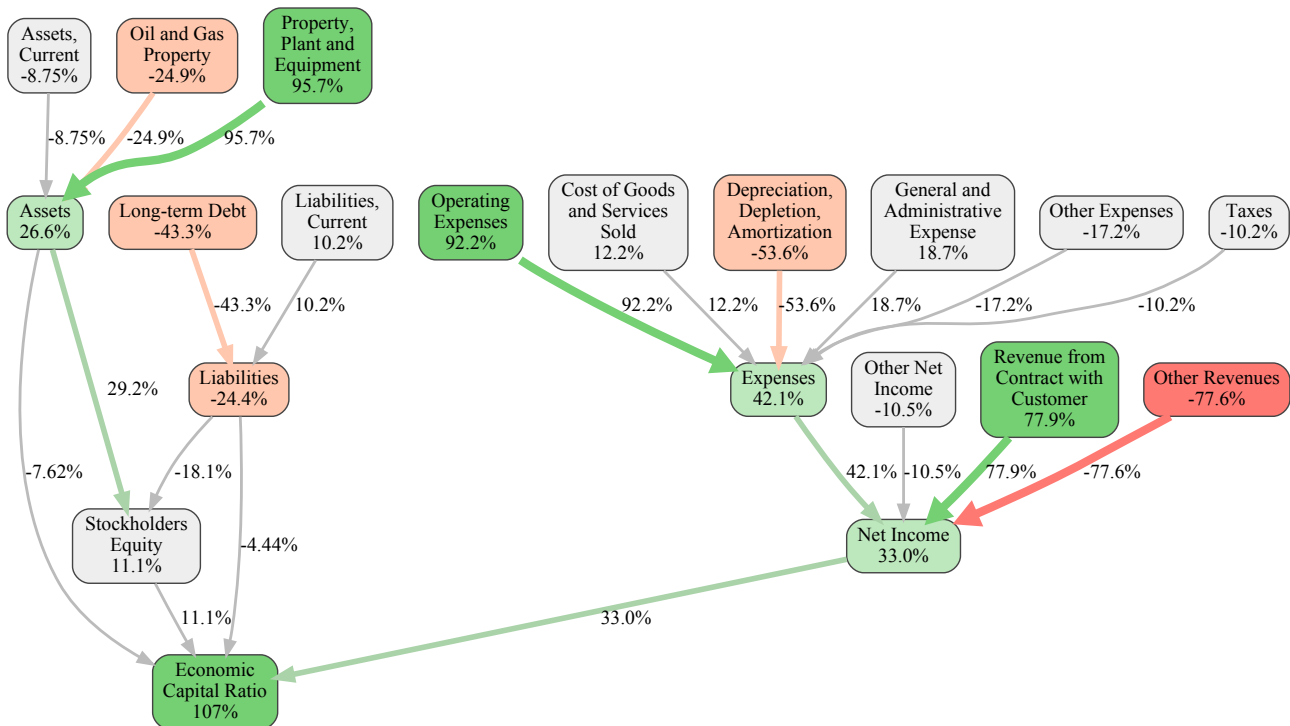 Assets,
Current
-8.75%
Oil and Gas
Property
-24.9%
Property,
Plant and
Equipment
95.7%
-8.75%
-24.9%
95.7%
Assets
26.6%
Long-term Debt
-43.3%
Liabilities,
Current
10.2%
Operating
Expenses
92.2%
Cost of Goods
and Services
Sold
12.2%
Depreciation,
Depletion,
Amortization
-53.6%
General and
Administrative
Expense
18.7%
Other Expenses
-17.2%
Taxes
-10.2%
-43.3%
10.2%
92.2%
12.2%
-53.6%
18.7%
-17.2%
-10.2%
29.2%
Liabilities
-24.4%
Expenses
42.1%
Other Net
Income
-10.5%
Revenue from
Contract with
Customer
77.9%
Other Revenues
-77.6%
-7.62%
-18.1%
42.1%
-10.5%
77.9%
-77.6%
Stockholders
Equity
11.1%
-4.44%
Net Income
33.0%
11.1%
33.0%
Economic
Capital Ratio
107%